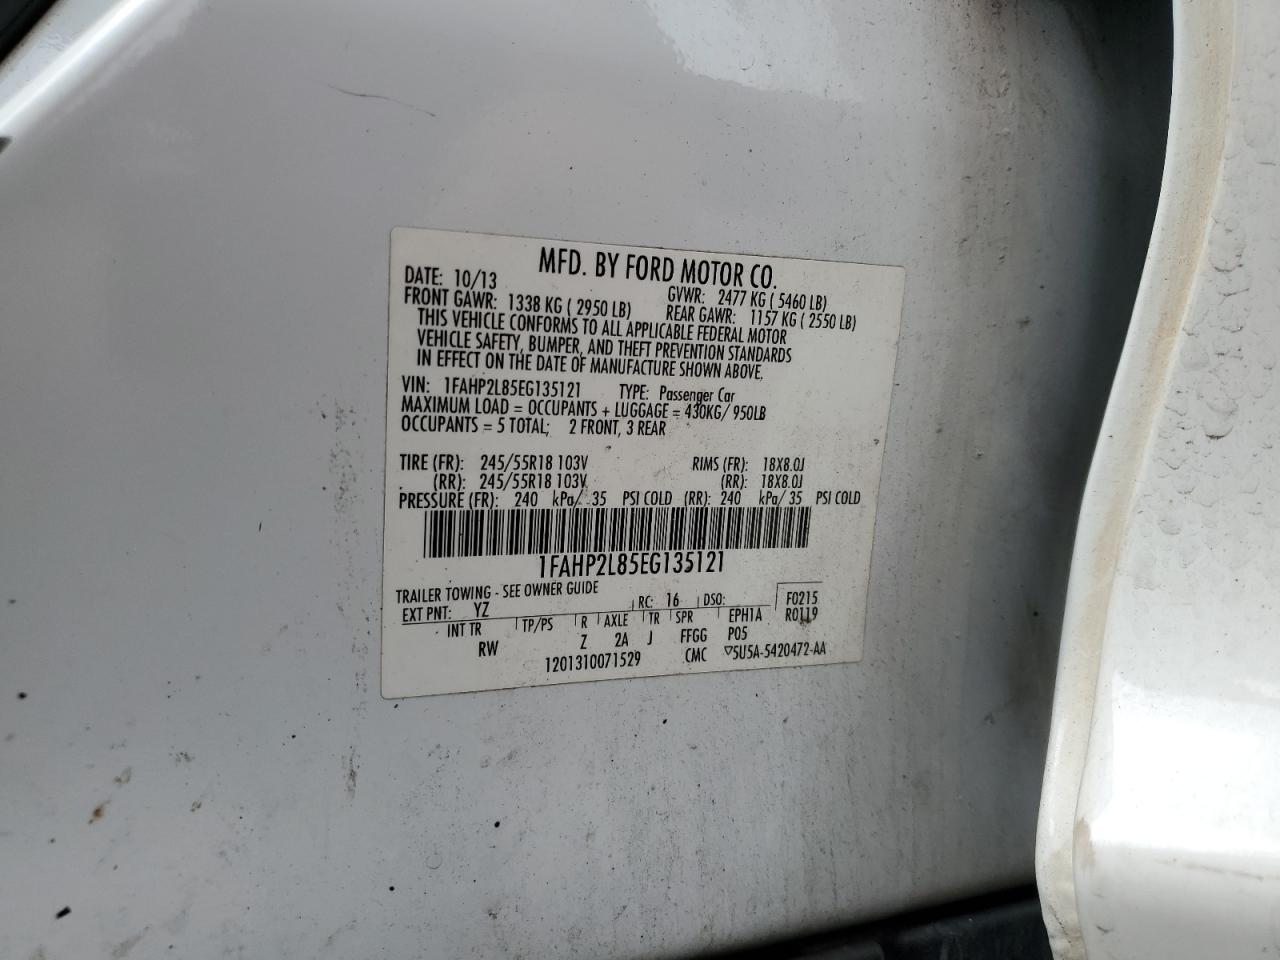 MFD. BY FORD MOTOR CO.
DATE: 10/13 GVWR: 2477 KG ( 5460 LB)
FRONT GAWR: 1338 KG ( 2950 LB) REAR GAWR: 1157 KG ( 2550 LB)
THIS VEHICLE CONFORMS TO ALL APPLICABLE FEDERAL MOTOR
VEHICLE SAFETY, BUMPER, AND THEFT PREVENTION STANDARDS
IN EFFECT ON THE DATE OF MANUFACTURE SHOWN ABOVE.
VIN: 1FAHP2L85EG135121 TYPE: Passenger Car
MAXIMUM LOAD = OCCUPANTS + LUGGAGE = 430KG/ 950LB
OCCUPANTS = 5 TOTAL; 2 FRONT, 3 REAR
TIRE (FR): 245/55R18 103V RIMS (FR): 18X8.0J
(RR): 245/55R18 103V (RR): 18X8.0J
PRESSURE (FR): 240 kPa/ 35 PSI COLD (RR): 240 kPa/ 35 PSI COLD
1FAHP2L85EG135121
TRAILER TOWING - SEE OWNER GUIDE
EXT PNT: YZ RC: 16 DSO: F0215
INT TR TP/PS R AXLE TR SPR EPH1A R0119
RW Z 2A J FFGG P05
1201310071529 CMC ▽5U5A-5420472-AA